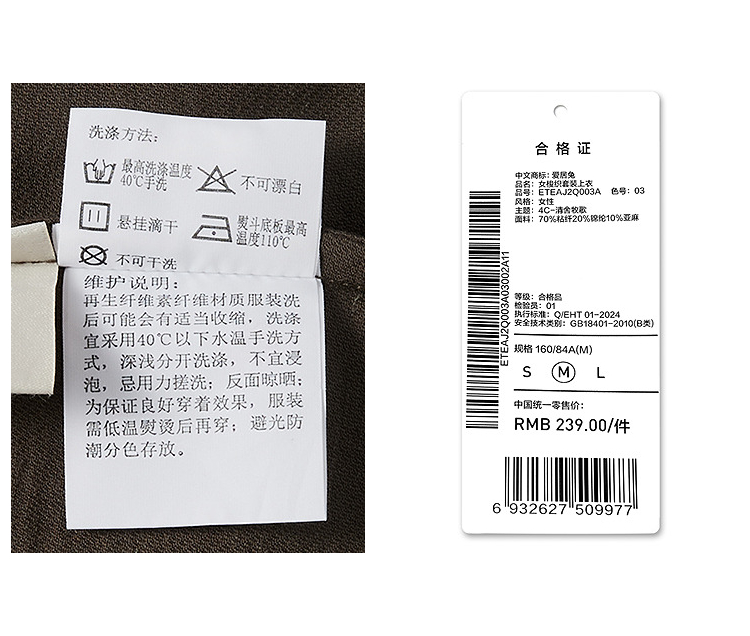 洗涤方法：
最高洗涤温度
40℃手洗
不可漂白
悬挂滴干
熨斗底板最高
温度110℃
不可干洗
维护说明：
再生纤维素纤维材质服装洗
后可能会有适当收缩，洗涤
宜采用40℃以下水温手洗方
式，深浅分开洗涤，不宜浸
泡，忌用力搓洗；反面晾晒；
为保证良好穿着效果，服装
需低温熨烫后再穿；避光防
潮分色存放。
合格证
中文商标：爱居兔
品名：女梭织套装上衣
品号：ETEAJ2Q003A 色号：03
风格：女性
主题：4C-清舍牧歌
面料：70%粘纤20%锦纶10%亚麻
ETEAJ2Q003A03002A11
等级：合格品
检验员：01
执行标准：Q/EHT 01-2024
安全技术类别：GB18401-2010(B类)
规格 160/84A(M)
S M L
中国统一零售价：
RMB 239.00/件
6 932627 509977